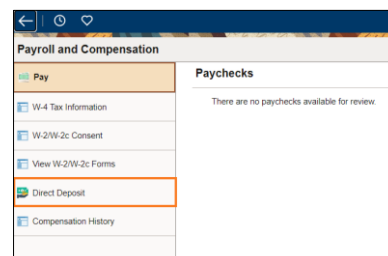 Payroll and Compensation
Pay
W-4 Tax Information
W-2/W-2c Consent
View W-2/W-2c Forms
Direct Deposit
Compensation History
Paychecks
There are no paychecks available for review.